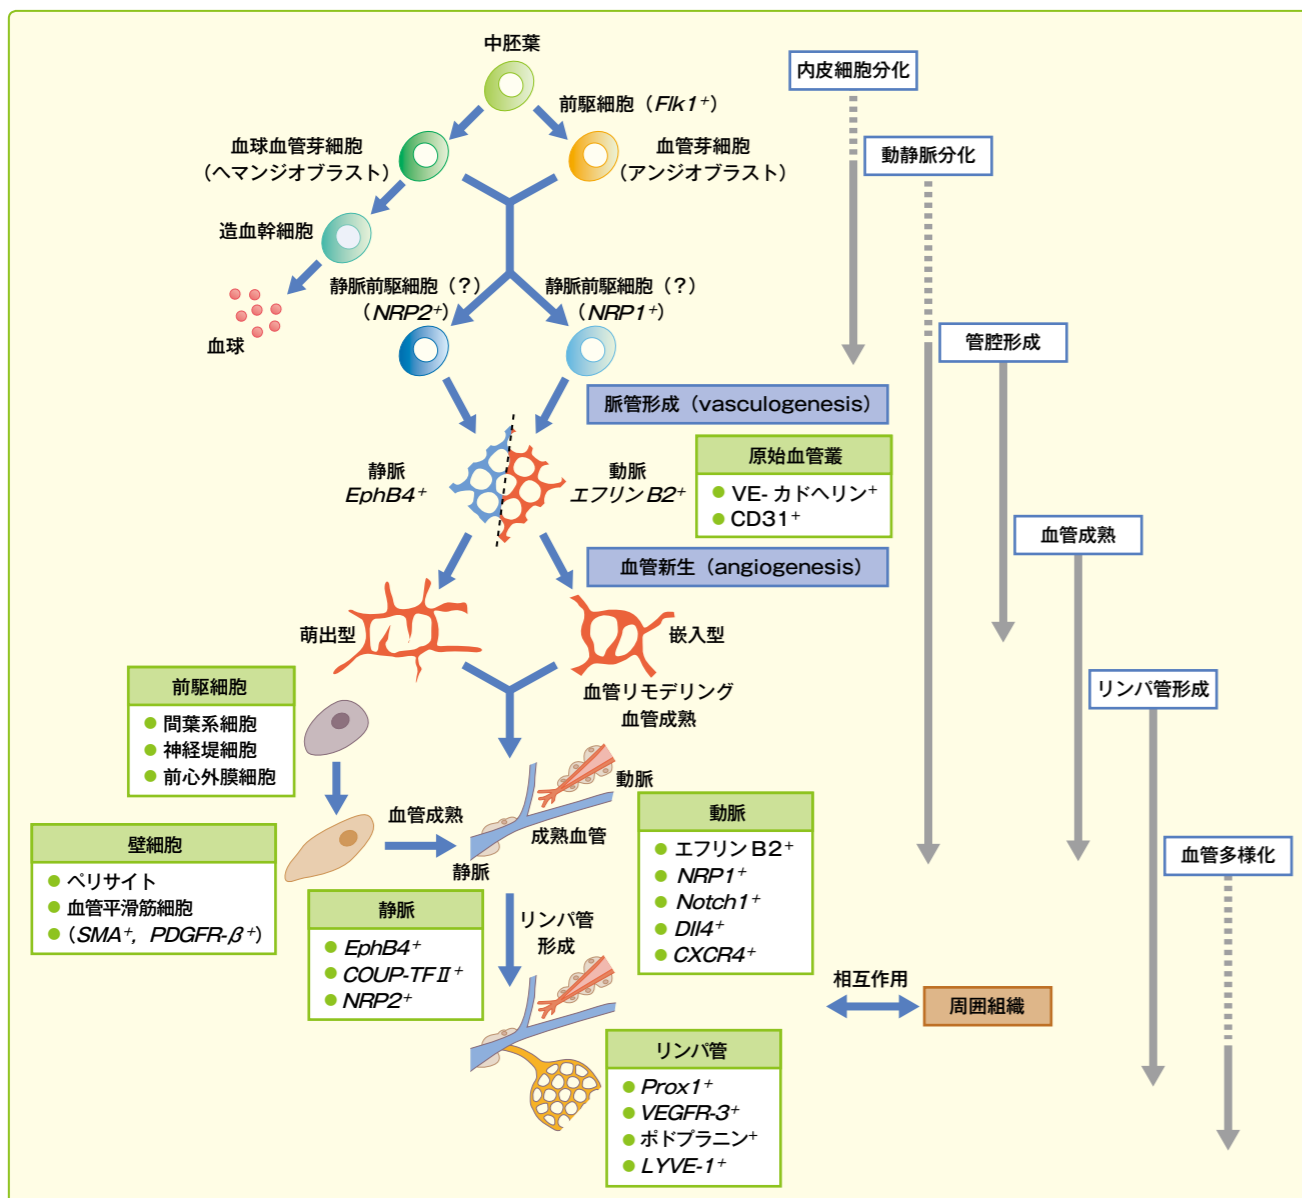 中胚葉
前駆細胞（Flk1⁺）
血球血管芽細胞
（ヘマンジオブラスト）
血管芽細胞
（アンジオブラスト）
造血幹細胞
血球
静脈前駆細胞（？）
（NRP2⁺）
静脈前駆細胞（？）
（NRP1⁺）
脈管形成（vasculogenesis）
静脈
EphB4⁺
動脈
エフリンB2⁺
原始血管叢
● VE- カドヘリン⁺
● CD31⁺
血管新生（angiogenesis）
萌出型
嵌入型
血管リモデリング
血管成熟
前駆細胞
● 間葉系細胞
● 神経堤細胞
● 前心外膜細胞
壁細胞
● ペリサイト
● 血管平滑筋細胞
●（SMA⁺, PDGFR-β⁺）
血管成熟
動脈
成熟血管
静脈
動脈
● エフリン B2⁺
● NRP1⁺
● Notch1⁺
● Dll4⁺
● CXCR4⁺
静脈
● EphB4⁺
● COUP-TFⅡ⁺
● NRP2⁺
リンパ管
形成
リンパ管
● Prox1⁺
● VEGFR-3⁺
● ポドプラニン⁺
● LYVE-1⁺
相互作用
周囲組織
内皮細胞分化
動静脈分化
管腔形成
血管成熟
リンパ管形成
血管多様化